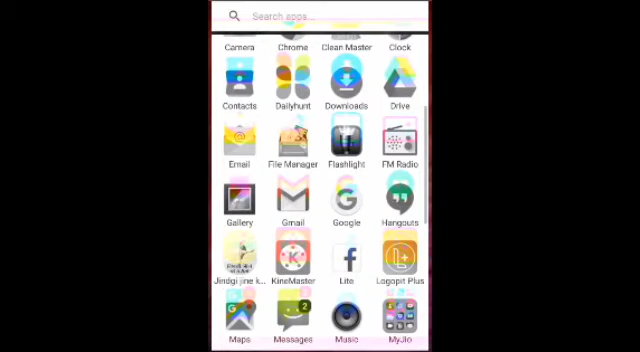 Search apps...
Camera Chrome Clean Master Clock
Contacts Dailyhunt Downloads Drive
Email File Manager Flashlight FM Radio
Gallery Gmail Google Hangouts
Jindgi jine k... KineMaster Lite Logopit Plus
2
Maps Messages Music MyJio